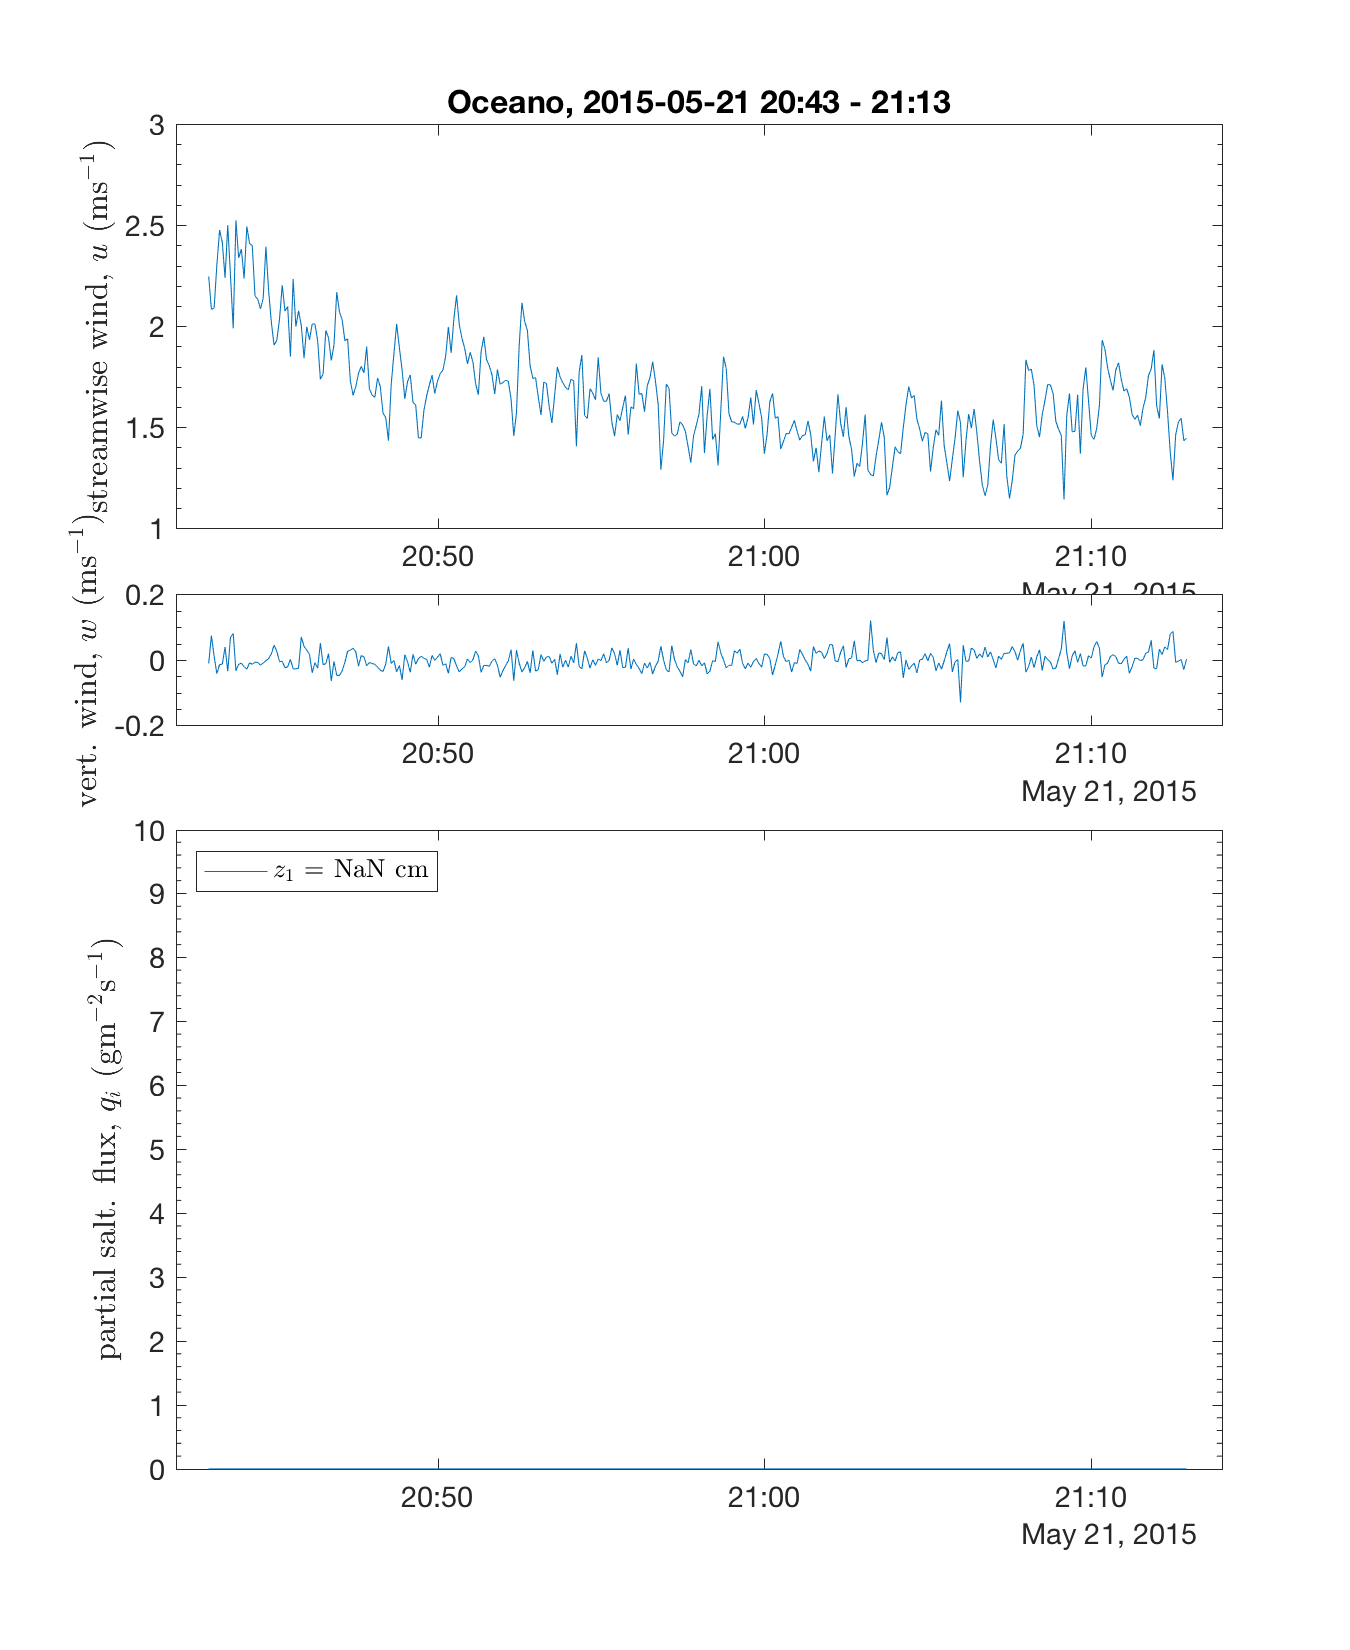 Oceano, 2015-05-21 20:43 - 21:13
streamwise wind, u (ms⁻¹)
3
2.5
2
1.5
1
20:50 21:00 21:10
May 21, 2015
vert. wind, w (ms⁻¹)
0.2
0
-0.2
20:50 21:00 21:10
May 21, 2015
partial salt. flux, qᵢ (gm⁻²s⁻¹)
10
9
8
7
6
5
4
3
2
1
0
z₁ = NaN cm
20:50 21:00 21:10
May 21, 2015